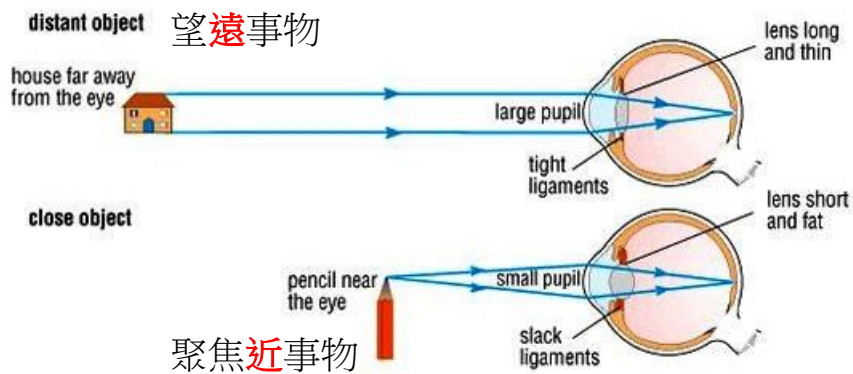 distant object 望遠事物
house far away
from the eye
lens long
and thin
large pupil
tight
ligaments
close object
lens short
and fat
pencil near
the eye
small pupil
slack
ligaments
聚焦近事物